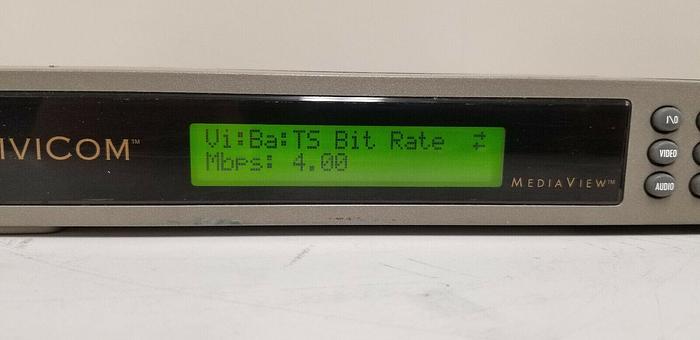 IVICOM™
Vi:Ba:TS Bit Rate
Mbps: 4.00
MEDIAVIEW™
I\O
VIDEO
AUDIO